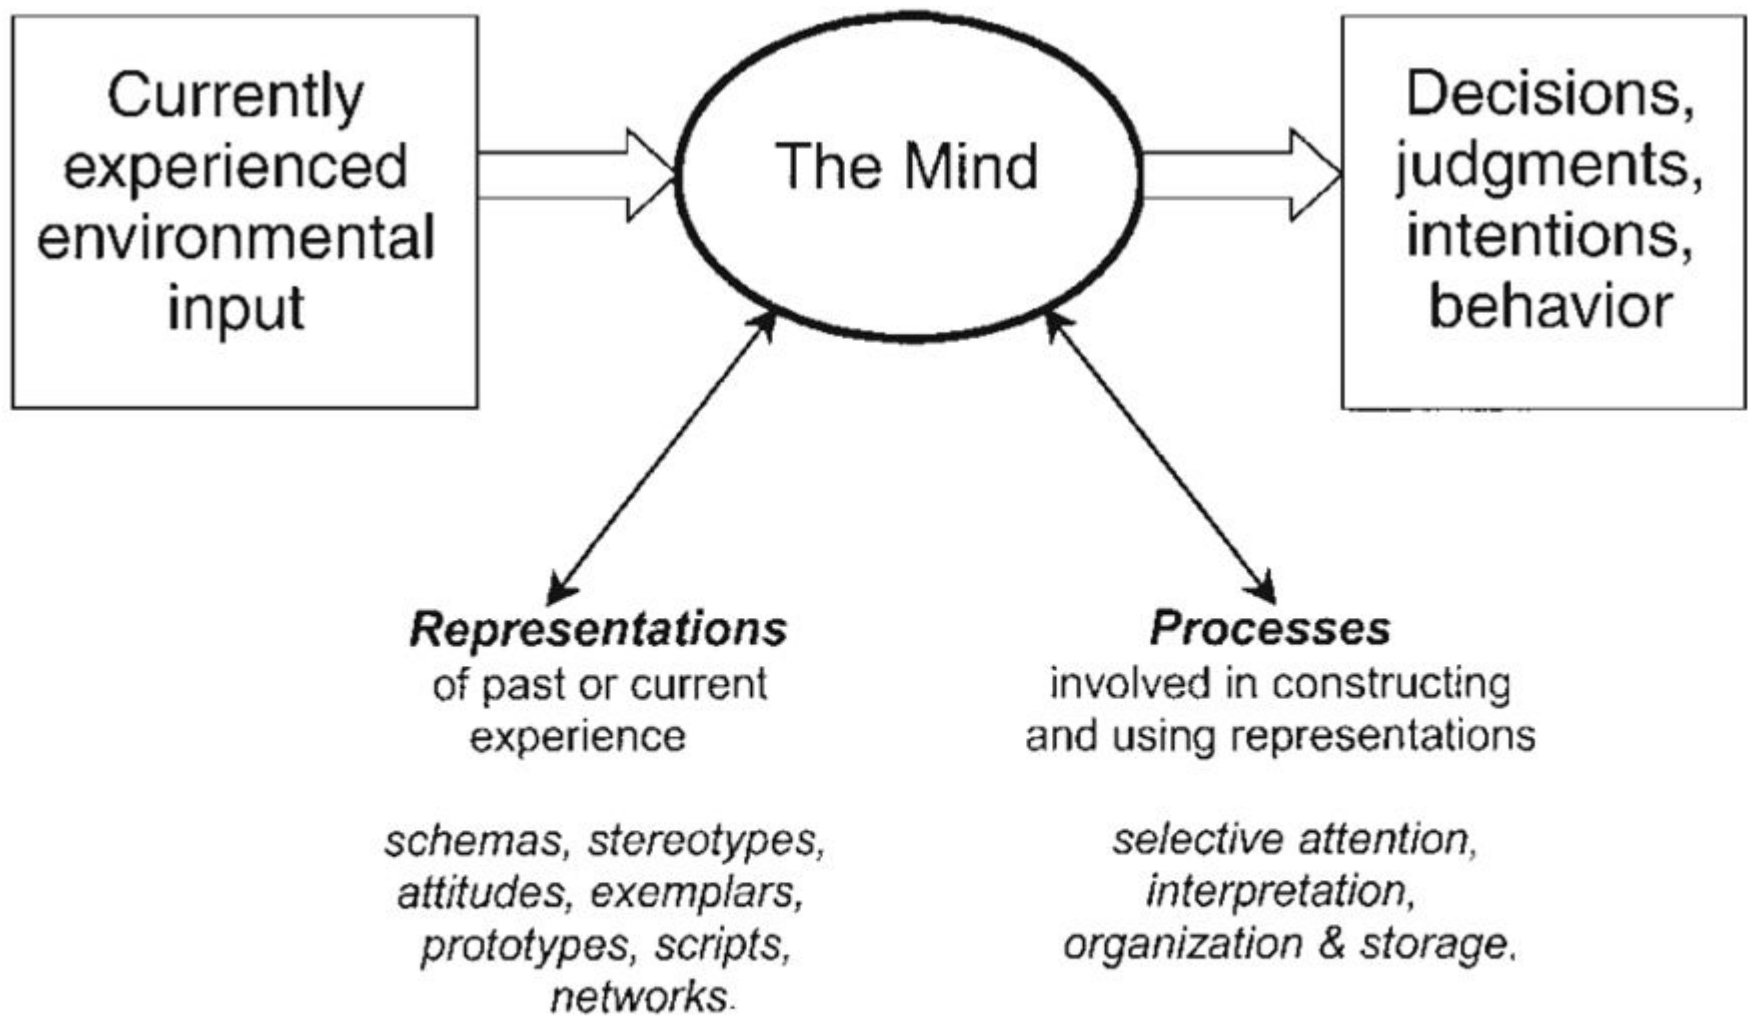 Currently
experienced
environmental
input
The Mind
Decisions,
judgments,
intentions,
behavior
Representations
of past or current
experience
schemas, stereotypes,
attitudes, exemplars,
prototypes, scripts,
networks.
Processes
involved in constructing
and using representations
selective attention,
interpretation,
organization & storage.